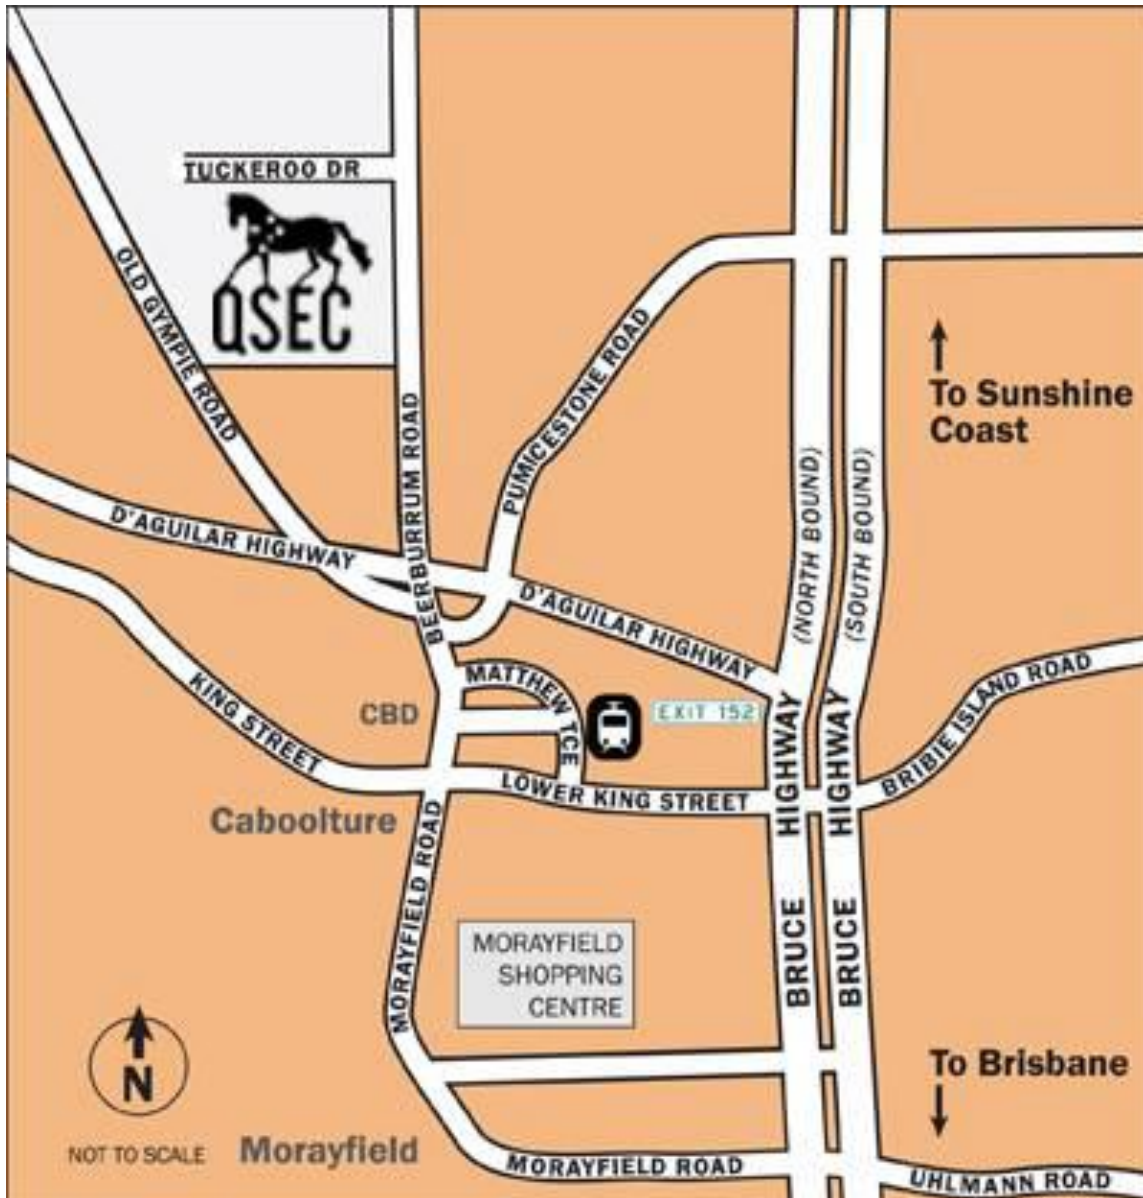 TUCKEROO DR
QSEC
OLD GYMPIE ROAD
BEERBURRUM ROAD
PUMICESTONE ROAD
To Sunshine
Coast
(NORTH BOUND)
(SOUTH BOUND)
D'AGUILAR HIGHWAY
D'AGUILAR HIGHWAY
BRIBIE ISLAND ROAD
MATTHEW TCE
CBD
EXIT 152
KING STREET
LOWER KING STREET
BRUCE HIGHWAY
BRUCE HIGHWAY
Caboolture
MORAYFIELD ROAD
MORAYFIELD
SHOPPING
CENTRE
To Brisbane
N
NOT TO SCALE
Morayfield
MORAYFIELD ROAD
UHLMANN ROAD